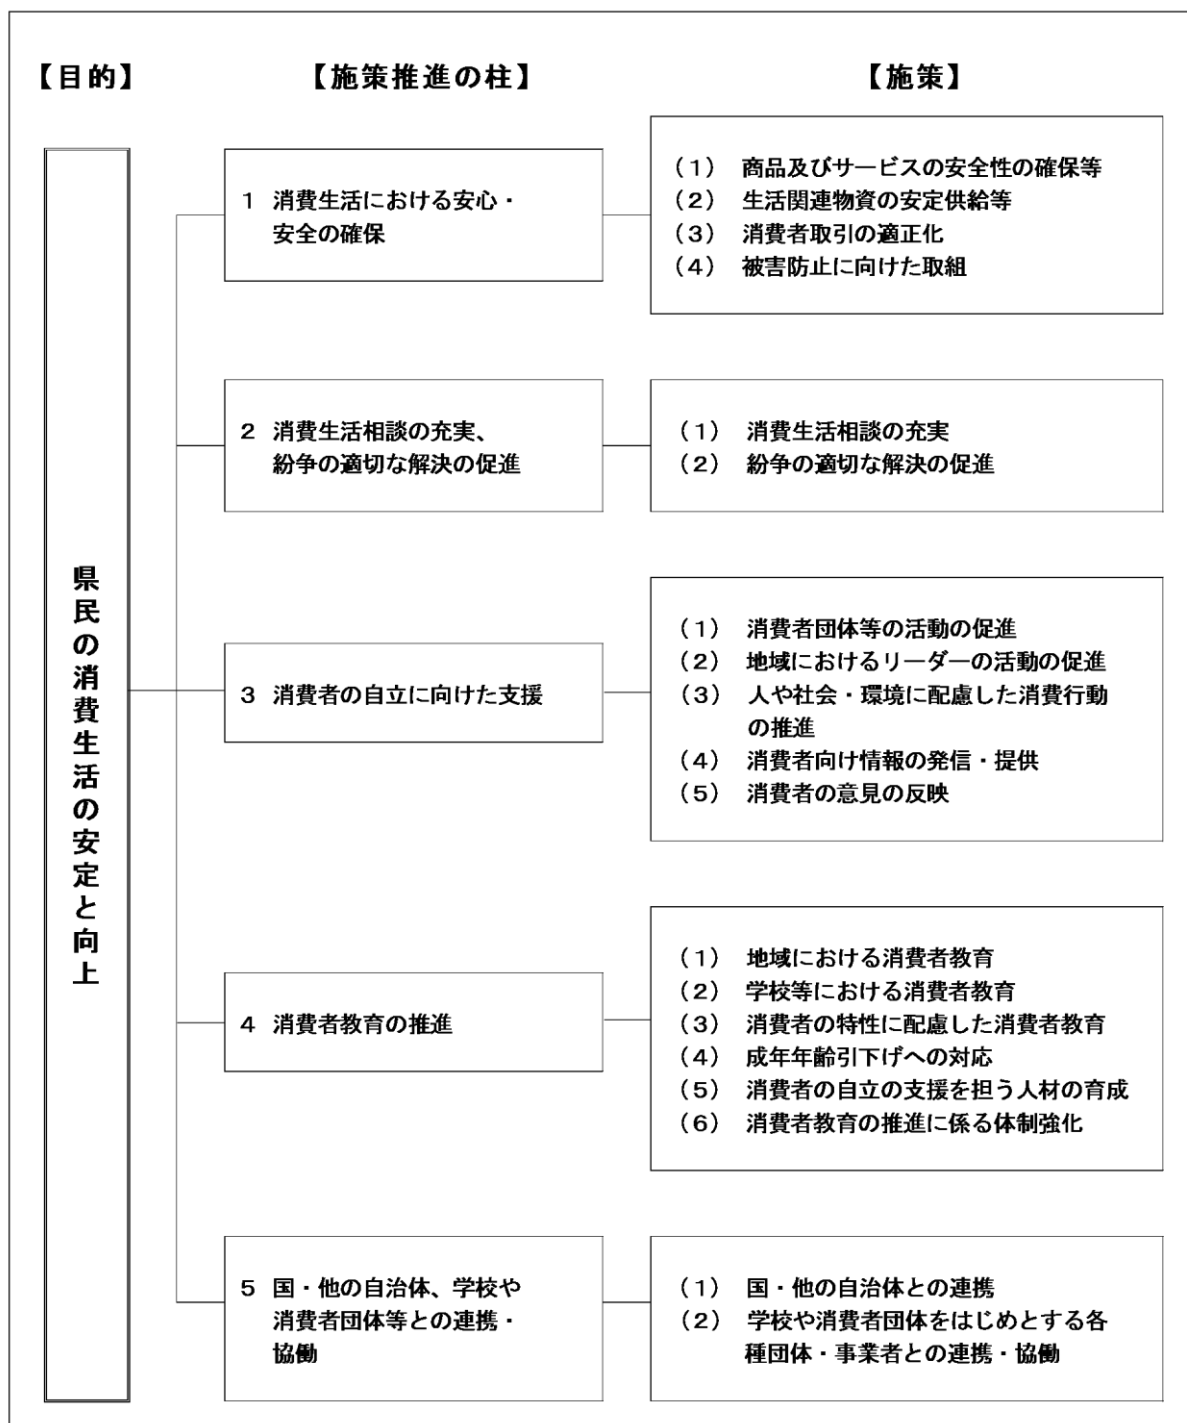 【目的】
【施策推進の柱】
【施策】
県民の消費生活の安定と向上
1 消費生活における安心・
安全の確保
(1) 商品及びサービスの安全性の確保等
(2) 生活関連物資の安定供給等
(3) 消費者取引の適正化
(4) 被害防止に向けた取組
2 消費生活相談の充実、
紛争の適切な解決の促進
(1) 消費生活相談の充実
(2) 紛争の適切な解決の促進
3 消費者の自立に向けた支援
(1) 消費者団体等の活動の促進
(2) 地域におけるリーダーの活動の促進
(3) 人や社会・環境に配慮した消費行動
の推進
(4) 消費者向け情報の発信・提供
(5) 消費者の意見の反映
4 消費者教育の推進
(1) 地域における消費者教育
(2) 学校等における消費者教育
(3) 消費者の特性に配慮した消費者教育
(4) 成年年齢引下げへの対応
(5) 消費者の自立の支援を担う人材の育成
(6) 消費者教育の推進に係る体制強化
5 国・他の自治体、学校や
消費者団体等との連携・
協働
(1) 国・他の自治体との連携
(2) 学校や消費者団体をはじめとする各
種団体・事業者との連携・協働